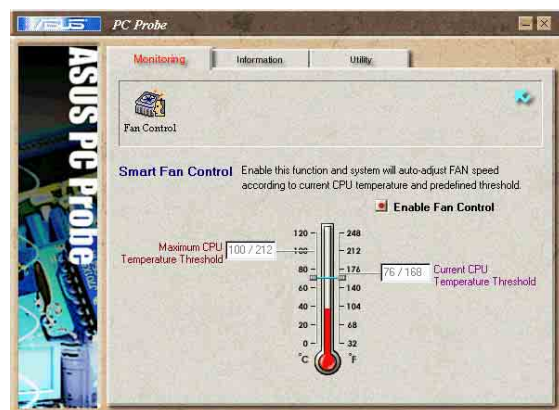 ASUS PC Probe
ASUS PC Probe
Monitoring Information Utility
Fan Control
Smart Fan Control Enable this function and system will auto-adjust FAN speed
according to current CPU temperature and predefined threshold.
Enable Fan Control
Maximum CPU
Temperature Threshold
100 / 212
120 248
100 212
80 176
60 140
40 104
20 68
0 32
°C °F
76 / 168
Current CPU
Temperature Threshold